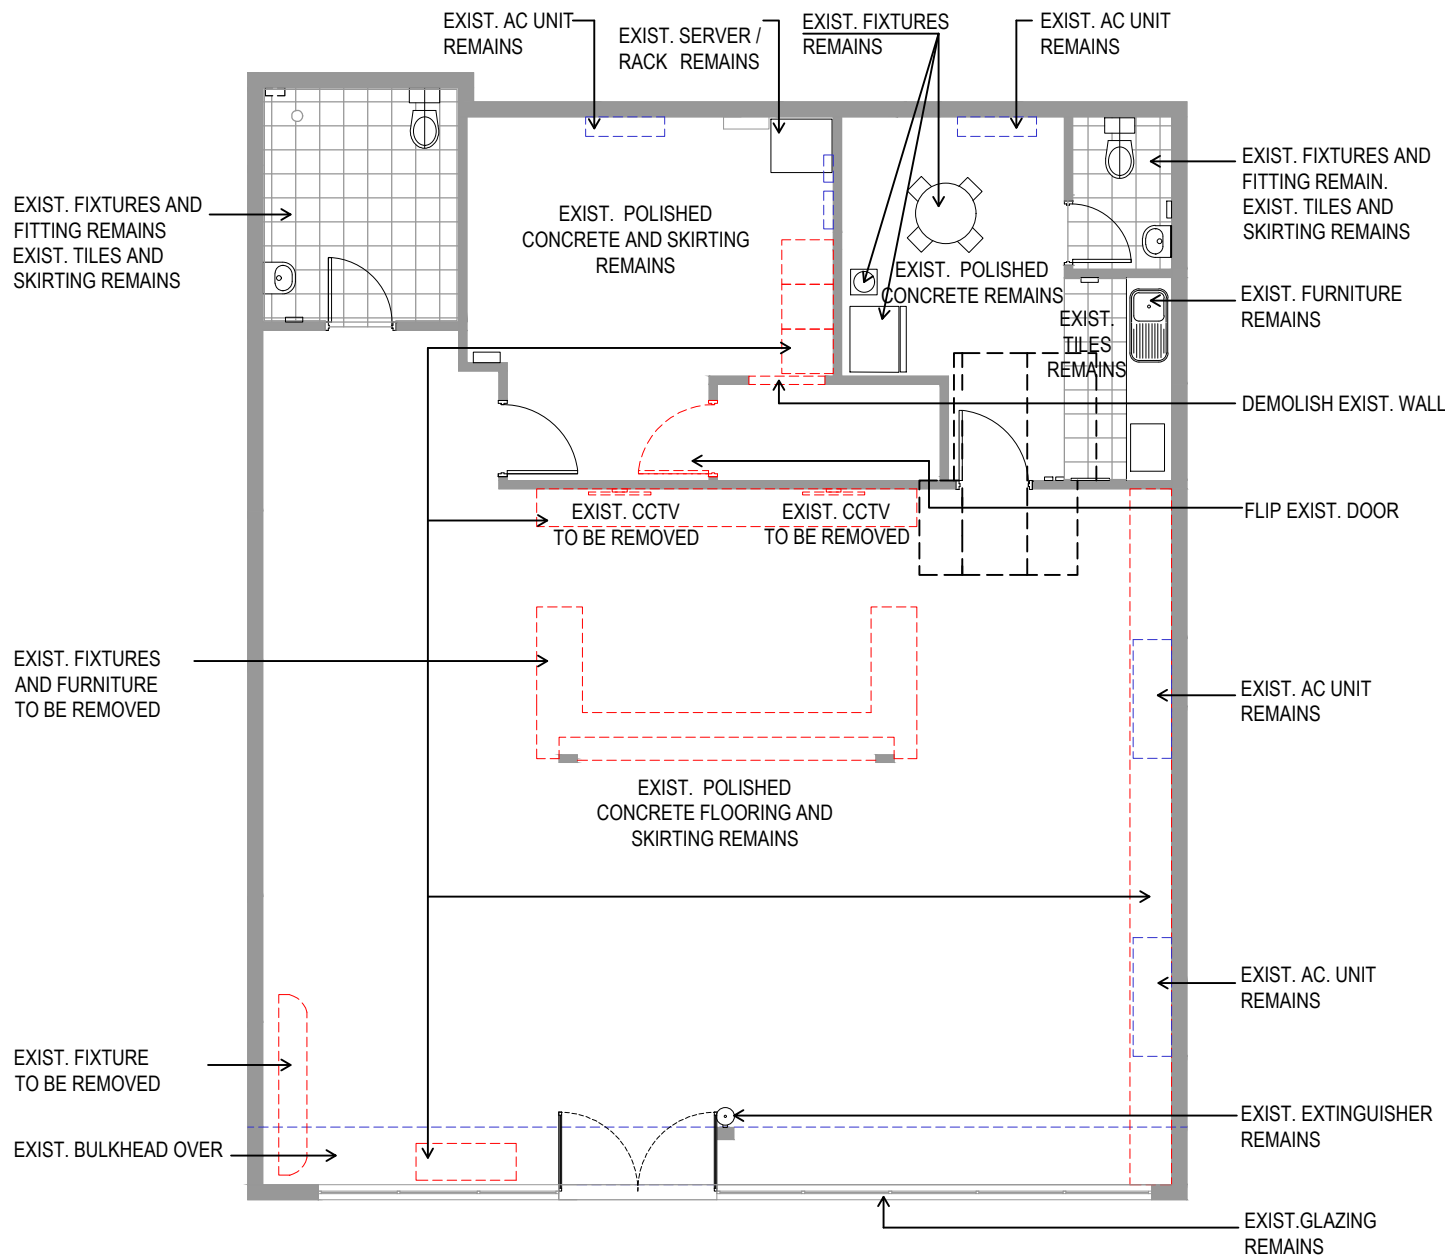 EXIST. AC UNIT
REMAINS
EXIST. SERVER /
RACK REMAINS
EXIST. FIXTURES
REMAINS
EXIST. AC UNIT
REMAINS
EXIST. FIXTURES AND
FITTING REMAINS
EXIST. TILES AND
SKIRTING REMAINS
EXIST. POLISHED
CONCRETE AND SKIRTING
REMAINS
EXIST. POLISHED
CONCRETE REMAINS
EXIST.
TILES
REMAINS
EXIST. FIXTURES AND
FITTING REMAIN.
EXIST. TILES AND
SKIRTING REMAINS
EXIST. FURNITURE
REMAINS
DEMOLISH EXIST. WALL
FLIP EXIST. DOOR
EXIST. CCTV
TO BE REMOVED
EXIST. CCTV
TO BE REMOVED
EXIST. FIXTURES
AND FURNITURE
TO BE REMOVED
EXIST. AC UNIT
REMAINS
EXIST. POLISHED
CONCRETE FLOORING AND
SKIRTING REMAINS
EXIST. AC. UNIT
REMAINS
EXIST. FIXTURE
TO BE REMOVED
EXIST. EXTINGUISHER
REMAINS
EXIST. BULKHEAD OVER
EXIST.GLAZING
REMAINS